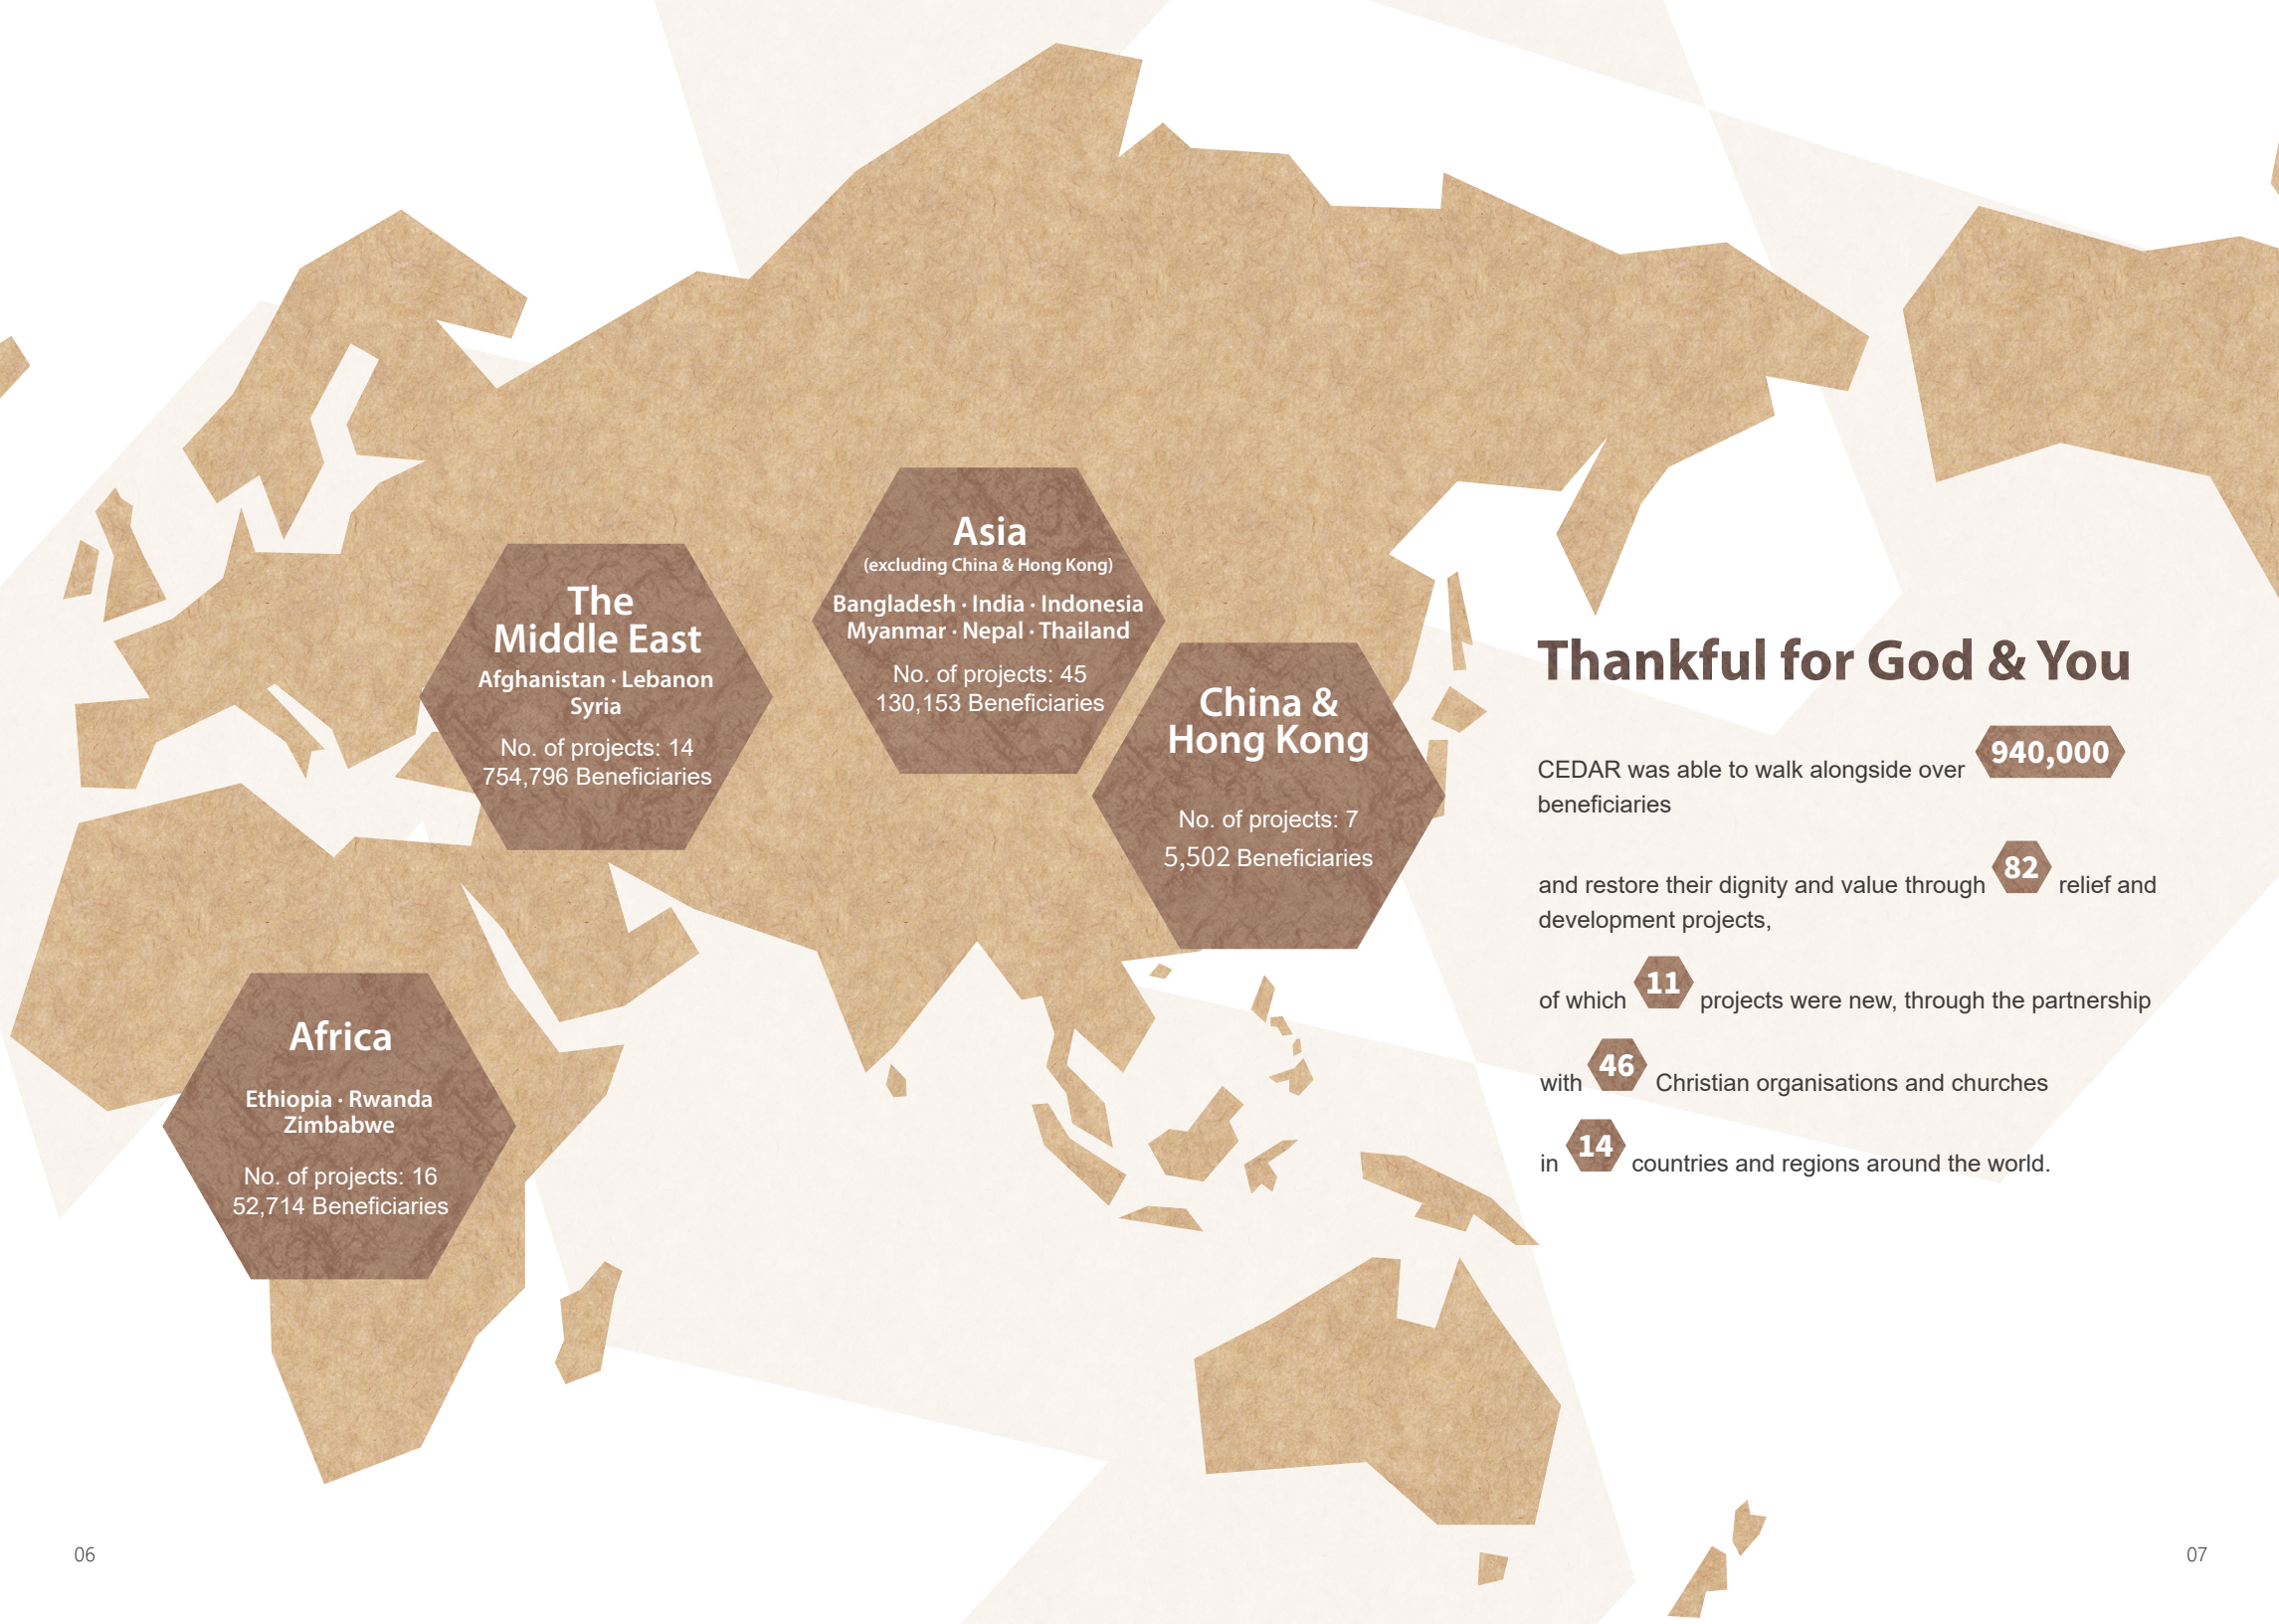 The
Middle East
Afghanistan · Lebanon
Syria
No. of projects: 14
754,796 Beneficiaries
Asia
(excluding China & Hong Kong)
Bangladesh · India · Indonesia
Myanmar · Nepal · Thailand
No. of projects: 45
130,153 Beneficiaries
China &
Hong Kong
No. of projects: 7
5,502 Beneficiaries
Africa
Ethiopia · Rwanda
Zimbabwe
No. of projects: 16
52,714 Beneficiaries
Thankful for God & You
CEDAR was able to walk alongside over 940,000
beneficiaries
and restore their dignity and value through 82 relief and
development projects,
of which 11 projects were new, through the partnership
with 46 Christian organisations and churches
in 14 countries and regions around the world.
06
07